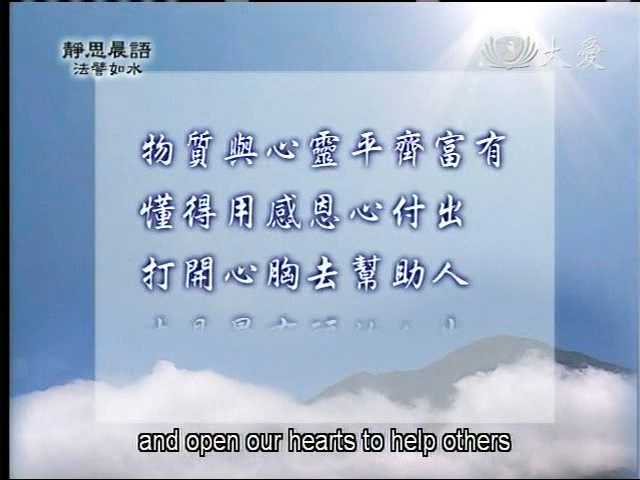 靜思晨語
法譬如水
大愛
物質與心靈平齊富有
懂得用感恩心付出
打開心胸去幫助人
and open our hearts to help others